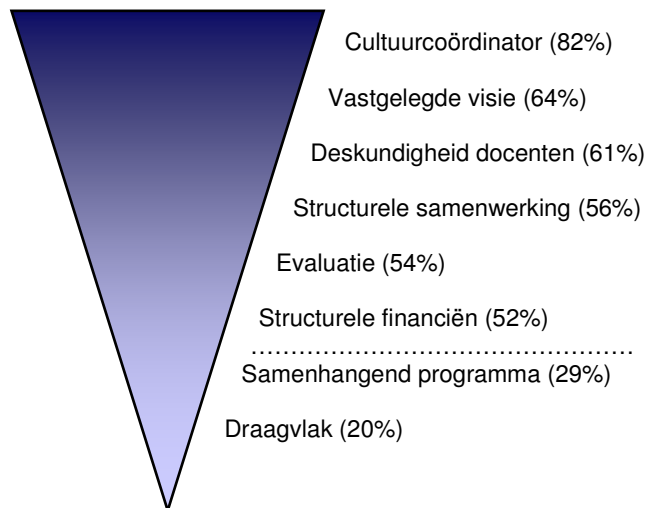 Cultuurcoördinator (82%)
Vastgelegde visie (64%)
Deskundigheid docenten (61%)
Structurele samenwerking (56%)
Evaluatie (54%)
Structurele financiën (52%)
................................................
Samenhangend programma (29%)
Draagvlak (20%)